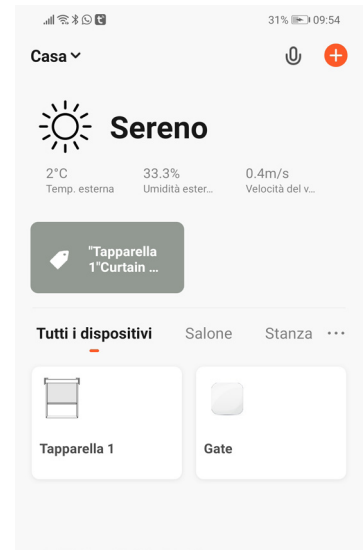 31% 09:54
Casa
Sereno
2°C 33.3% 0.4m/s
Temp. esterna Umidità ester... Velocità del v...
"Tapparella
1"Curtain ...
Tutti i dispositivi Salone Stanza
Tapparella 1 Gate